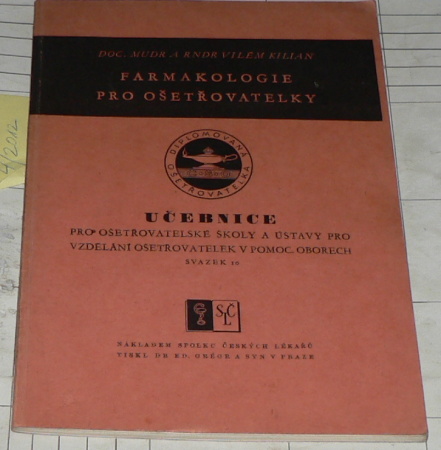 DOC. MUDR A RNDR VILÉM KILIAN
FARMAKOLOGIE
PRO OŠETŘOVATELKY
DIPLOMOVANÁ
OŠETŘOVATELKA
UČEBNICE
PRO OŠETŘOVATELSKÉ ŠKOLY A ÚSTAVY PRO
VZDĚLÁNÍ OŠETŘOVATELEK V POMOC. OBORECH
SVAZEK 10
SČL
NÁKLADEM SPOLKU ČESKÝCH LÉKAŘŮ
TISKL DR ED. GRÉGR A SYN V PRAZE
4/2012